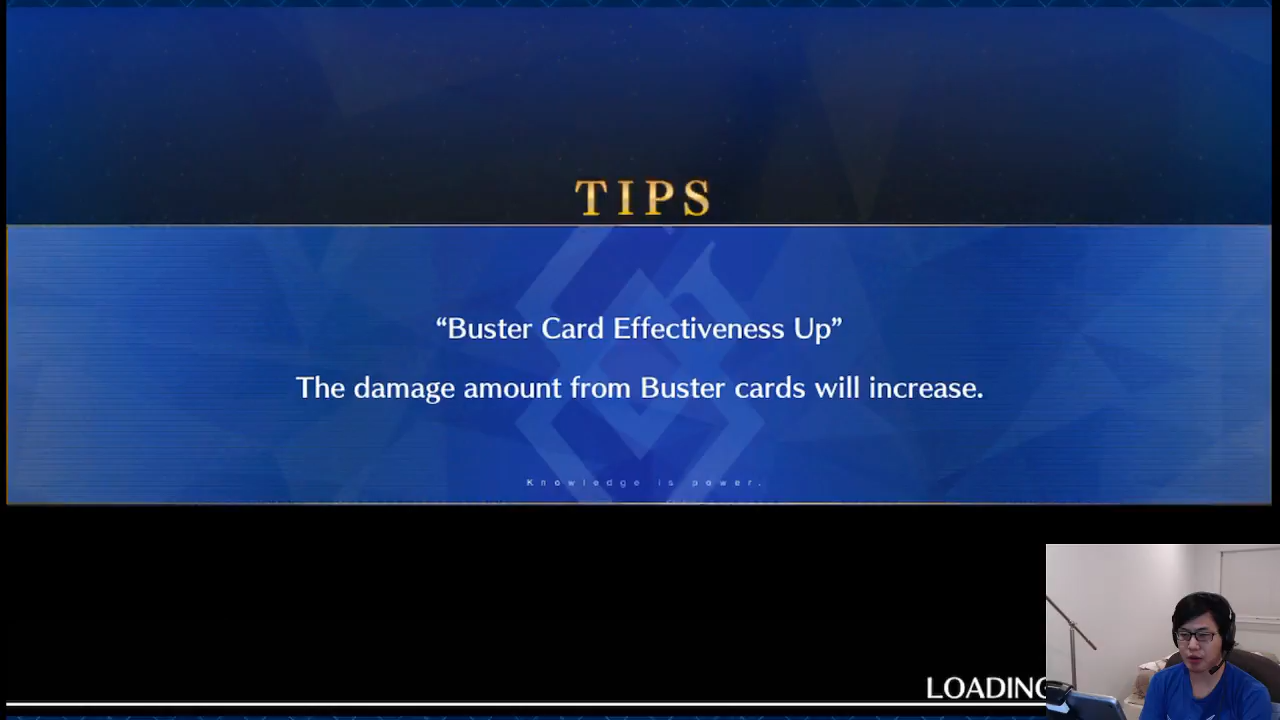 TIPS
“Buster Card Effectiveness Up”
The damage amount from Buster cards will increase.
Knowledge is power.
LOADING